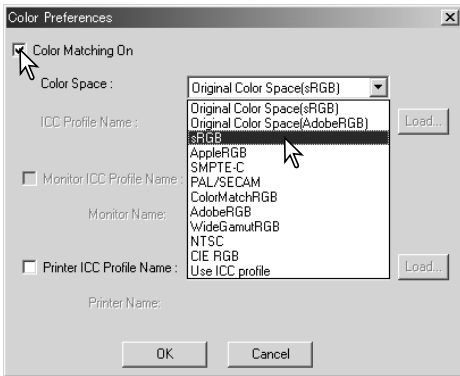 Color Preferences
Color Matching On
Color Space :
Original Color Space(sRGB)
Original Color Space(sRGB)
Original Color Space(AdobeRGB)
sRGB
AppleRGB
SMPTE-C
PAL/SECAM
ColorMatchRGB
AdobeRGB
WideGamutRGB
NTSC
CIE RGB
Use ICC profile
ICC Profile Name :
Load...
Monitor ICC Profile Name :
Monitor Name:
Printer ICC Profile Name :
Load...
Printer Name:
OK
Cancel